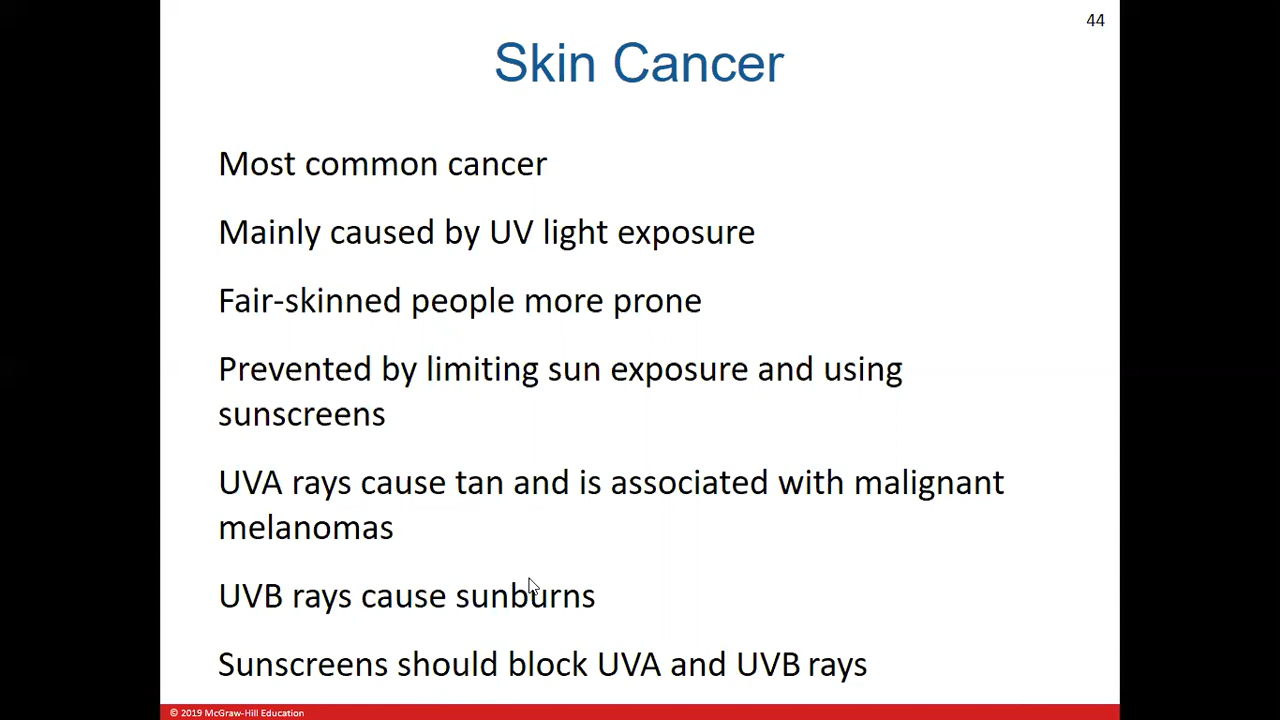 44
Skin Cancer
Most common cancer
Mainly caused by UV light exposure
Fair-skinned people more prone
Prevented by limiting sun exposure and using
sunscreens
UVA rays cause tan and is associated with malignant
melanomas
UVB rays cause sunburns
Sunscreens should block UVA and UVB rays
© 2019 McGraw-Hill Education